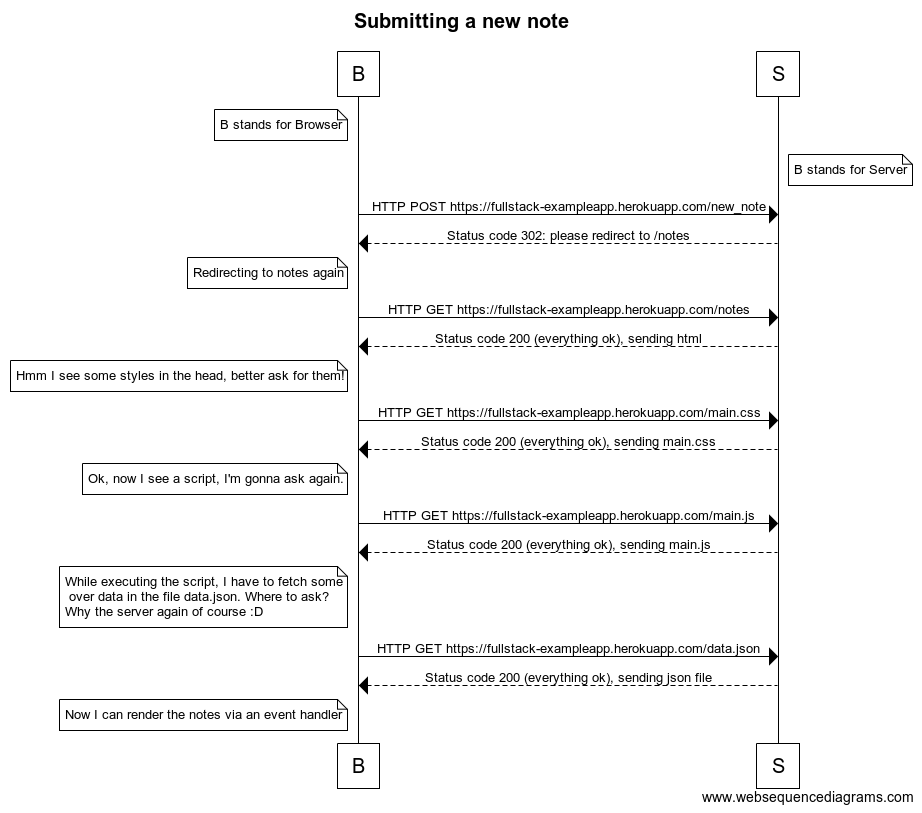 Submitting a new note
B
S
B stands for Browser
B stands for Server
HTTP POST https://fullstack-exampleapp.herokuapp.com/new_note
Status code 302: please redirect to /notes
Redirecting to notes again
HTTP GET https://fullstack-exampleapp.herokuapp.com/notes
Status code 200 (everything ok), sending html
Hmm I see some styles in the head, better ask for them!
HTTP GET https://fullstack-exampleapp.herokuapp.com/main.css
Status code 200 (everything ok), sending main.css
Ok, now I see a script, I'm gonna ask again.
HTTP GET https://fullstack-exampleapp.herokuapp.com/main.js
Status code 200 (everything ok), sending main.js
While executing the script, I have to fetch some
over data in the file data.json. Where to ask?
Why the server again of course :D
HTTP GET https://fullstack-exampleapp.herokuapp.com/data.json
Status code 200 (everything ok), sending json file
Now I can render the notes via an event handler
B
S
www.websequencediagrams.com